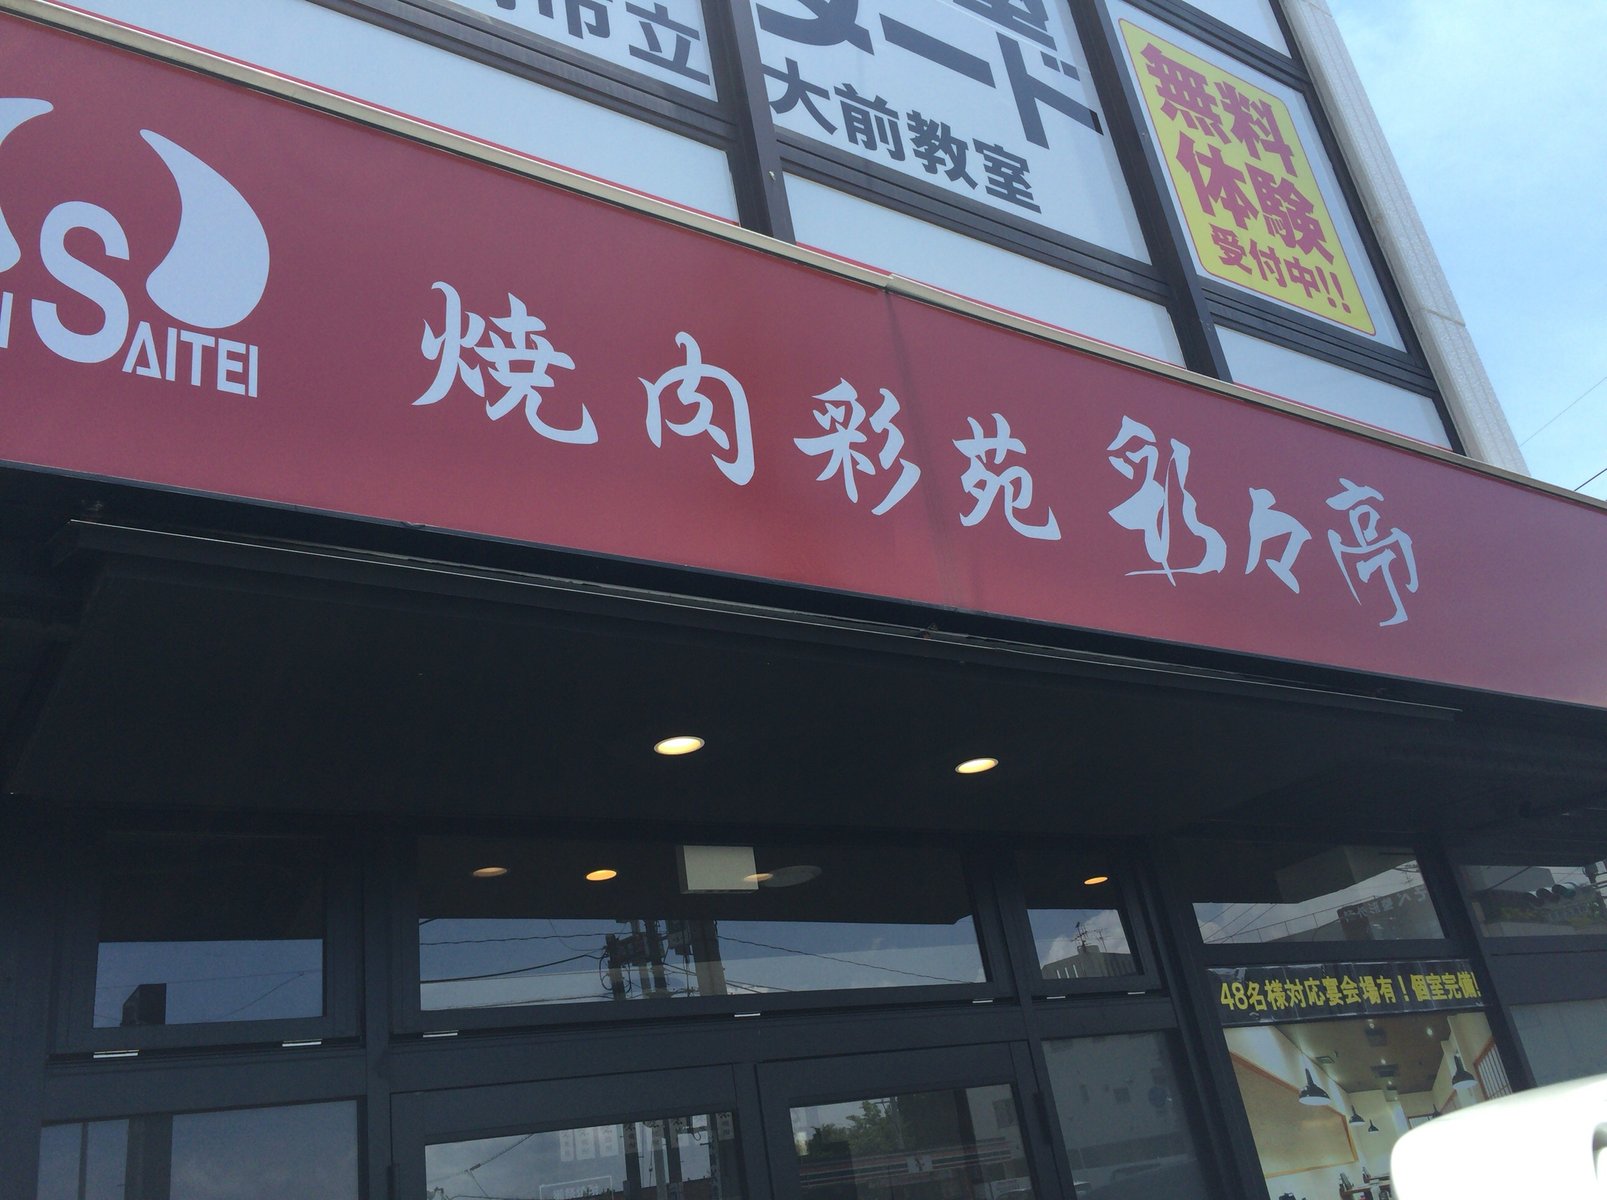 市立
ード
大前教室
無料
体験
受付中!!
SAITEI
焼肉彩苑 彩々亭
48名様対応宴会場有！個室完備!